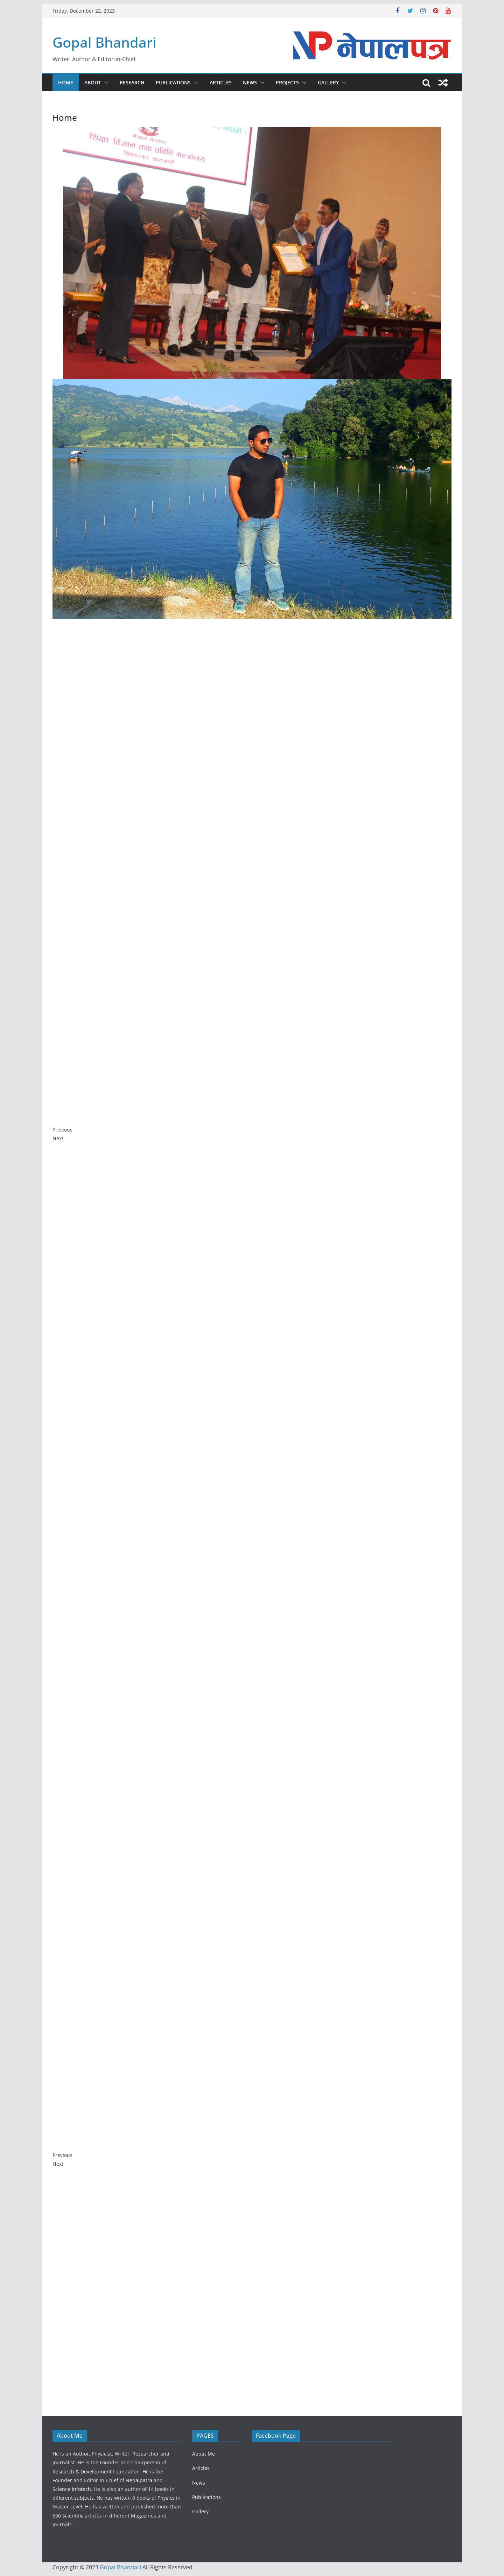 Friday, December 22, 2023
Gopal Bhandari
Writer, Author & Editor-in-Chief
NP नेपालपत्र
HOME ABOUT RESEARCH PUBLICATIONS ARTICLES NEWS PROJECTS GALLERY
Home
शिक्षा विज्ञान तथा प्रविधि
Previous
Next
Previous
Next
About Me
He is an Author, Physicist, Writer, Researcher and
Journalist. He is the Founder and Chairperson of
Research & Development Foundation. He is the
Founder and Editor-in-Chief of Nepalpatra and
Science Infotech. He is also an author of 14 books in
different subjects. He has written 9 books of Physics in
Master Level. He has written and published more than
500 Scientific articles in different Magazines and
Journals.
PAGES
About Me
Articles
News
Publications
Gallery
Facebook Page
Copyright © 2023 Gopal Bhandari All Rights Reserved.